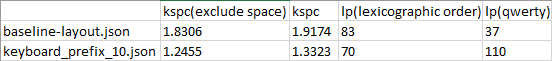 kspc(exclude space) kspc lp(lexicographic order) lp(qwerty)
baseline-layout.json 1.8306 1.9174 83 37
keyboard_prefix_10.json 1.2455 1.3323 70 110